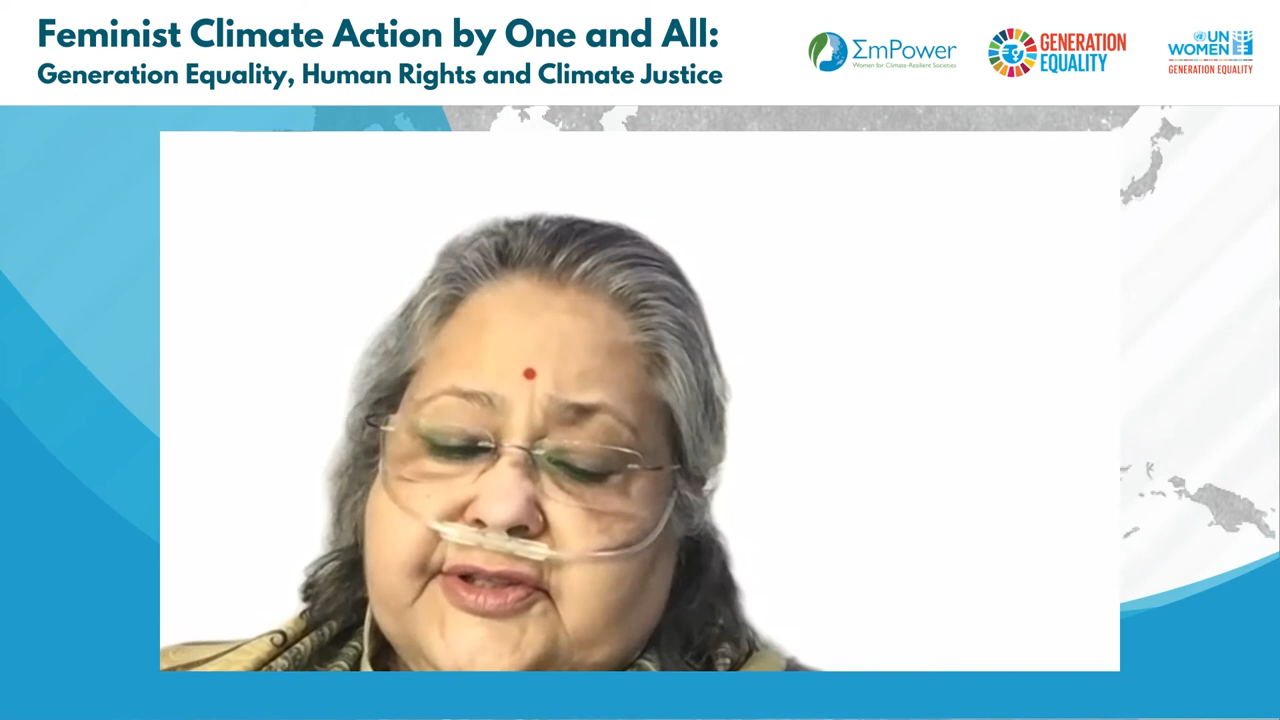 Feminist Climate Action by One and All:
Generation Equality, Human Rights and Climate Justice
ΣmPower
Women for Climate-Resilient Societies
GENERATION
EQUALITY
UN
WOMEN
GENERATION EQUALITY